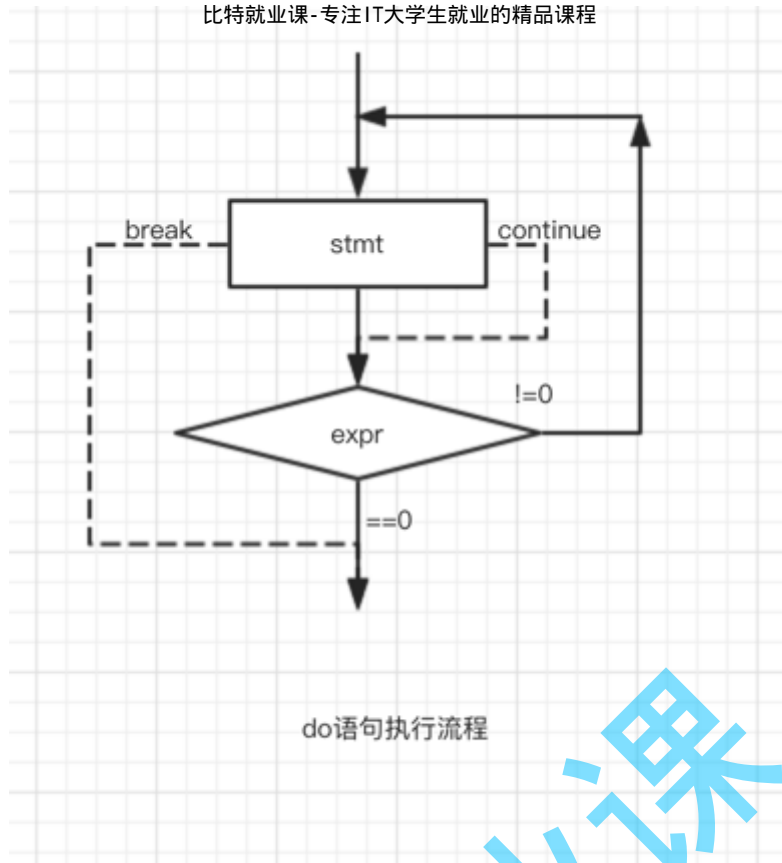 比特就业课-专注IT大学生就业的精品课程
break
continue
stmt
!=0
expr
==0
do语句执行流程
课